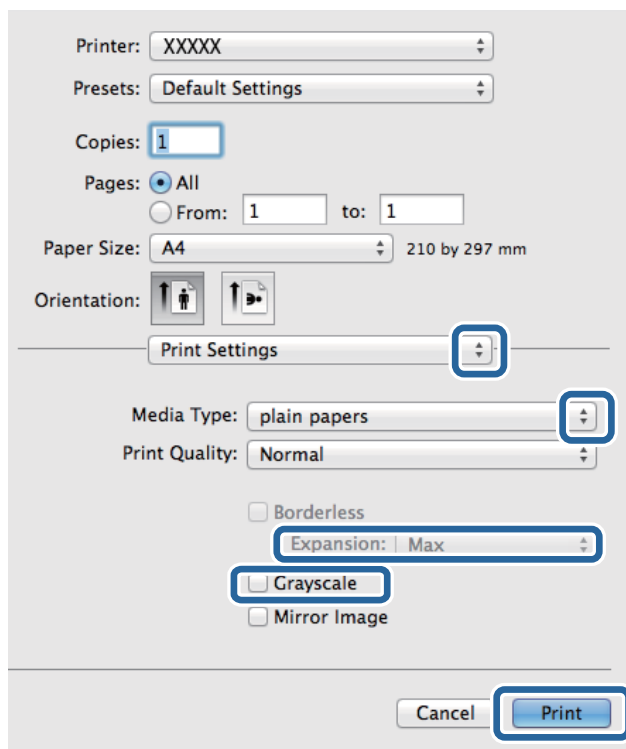 Printer: XXXXX
Presets: Default Settings
Copies: 1
Pages: All
From: 1 to: 1
Paper Size: A4 210 by 297 mm
Orientation:
Print Settings
Media Type: plain papers
Print Quality: Normal
Borderless
Expansion: Max
Grayscale
Mirror Image
Cancel Print